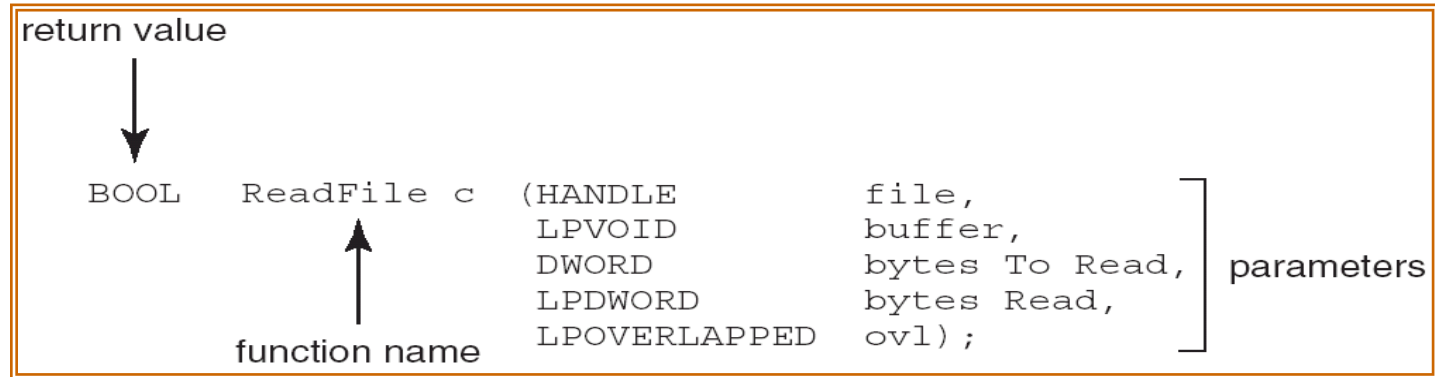 return value
BOOL ReadFile c (HANDLE file,
LPVOID buffer,
DWORD bytes To Read,
LPDWORD bytes Read,
LPOVERLAPPED ovl);
parameters
function name